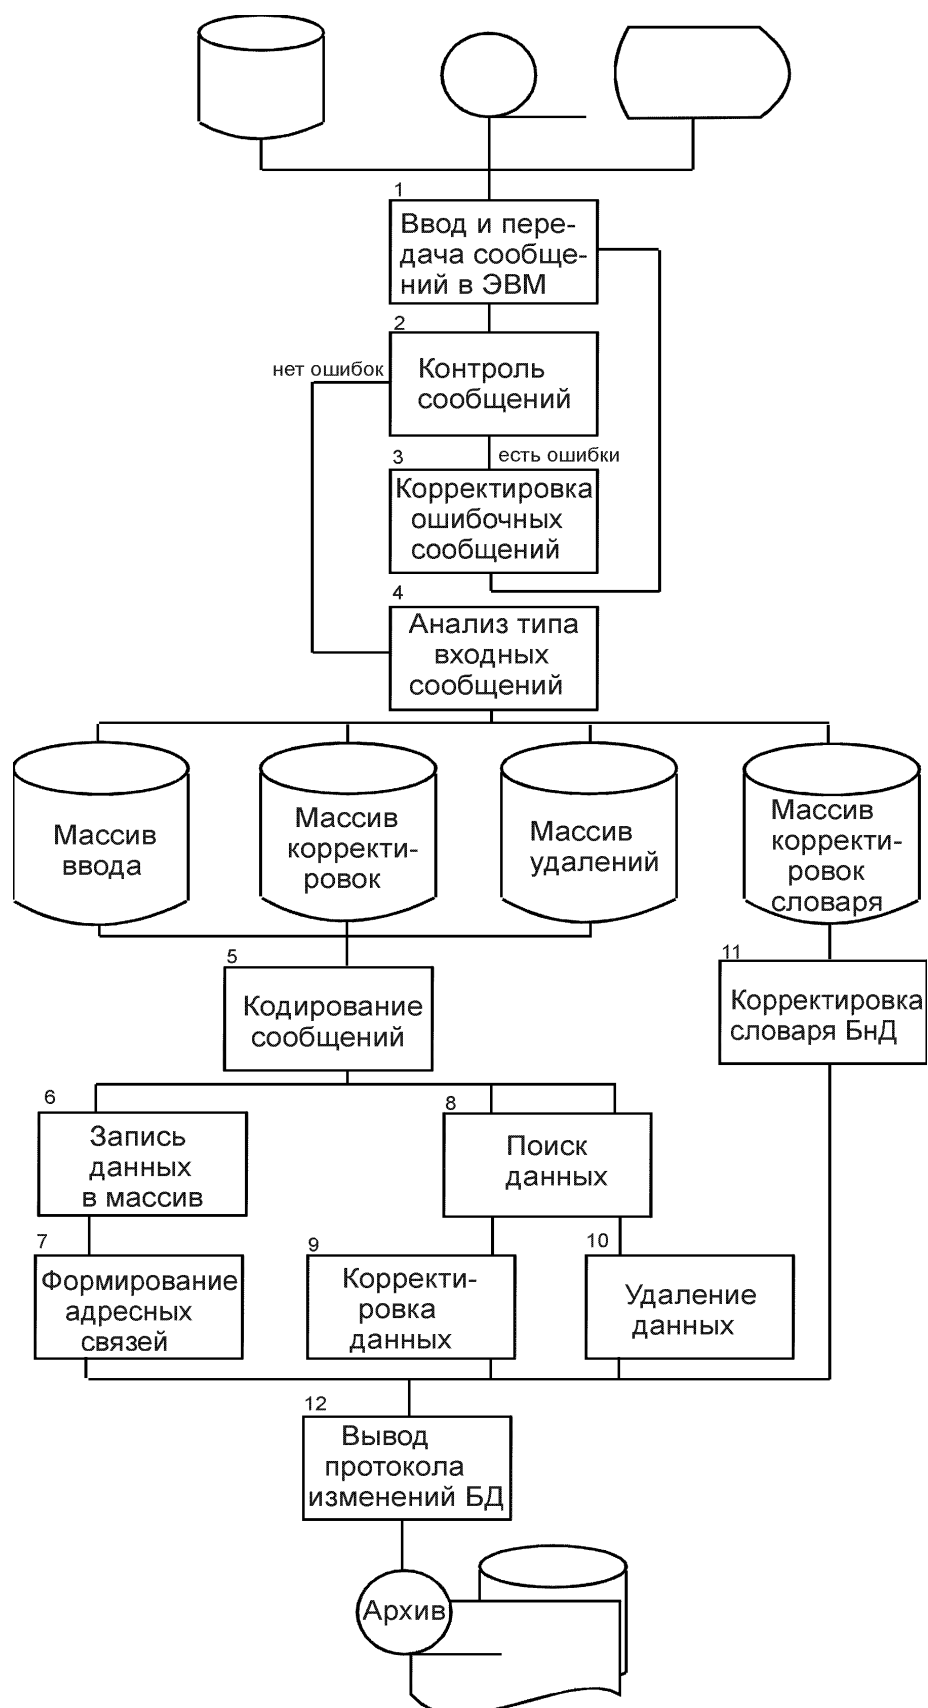 1
Ввод и пере-
дача сообще-
ний в ЭВМ
2
нет ошибок
Контроль
сообщений
3
есть ошибки
Корректировка
ошибочных
сообщений
4
Анализ типа
входных
сообщений
Массив
ввода
Массив
корректи-
ровок
Массив
удалений
Массив
корректи-
ровок
словаря
5
Кодирование
сообщений
11
Корректировка
словаря БнД
6
Запись
данных
в массив
8
Поиск
данных
7
Формирование
адресных
связей
9
Корректи-
ровка
данных
10
Удаление
данных
12
Вывод
протокола
изменений БД
Архив